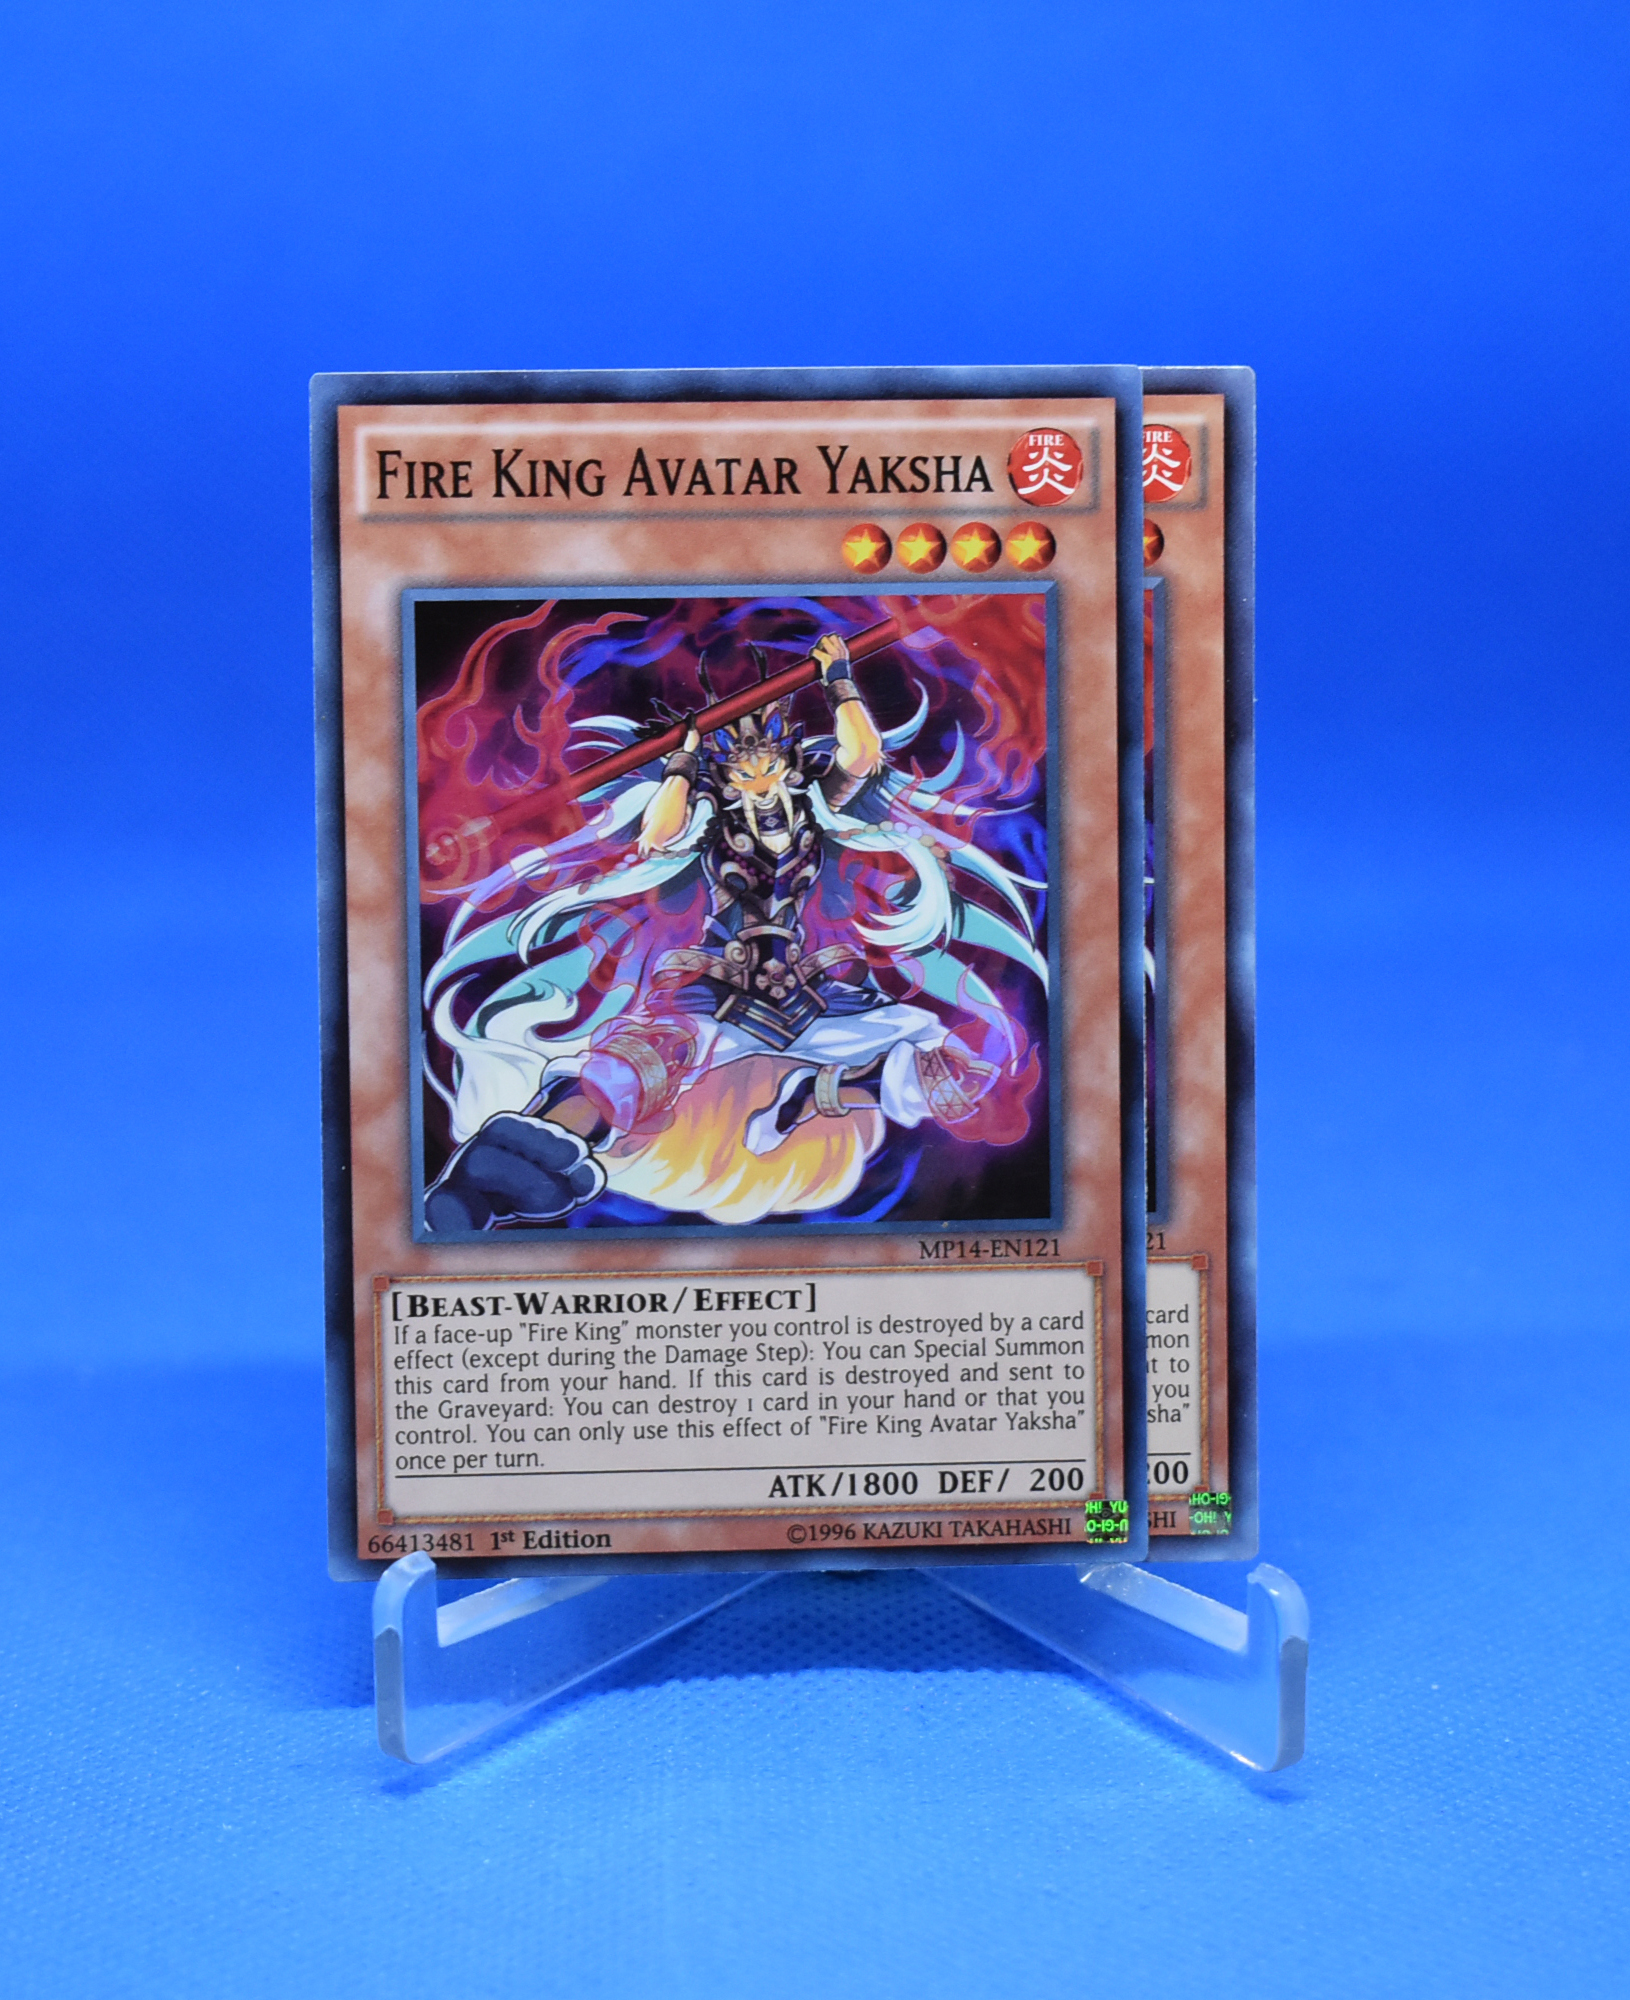 FIRE KING AVATAR YAKSHA
FIRE
炎
FIRE
炎
MP14-EN121
21
[BEAST-WARRIOR/EFFECT]
If a face-up "Fire King" monster you control is destroyed by a card
effect (except during the Damage Step): You can Special Summon
this card from your hand. If this card is destroyed and sent to
the Graveyard: You can destroy 1 card in your hand or that you
control. You can only use this effect of "Fire King Avatar Yaksha"
once per turn.
card
mon
to
you
sha"
ATK/1800 DEF/ 200
200
66413481 1st Edition
©1996 KAZUKI TAKAHASHI
SHI